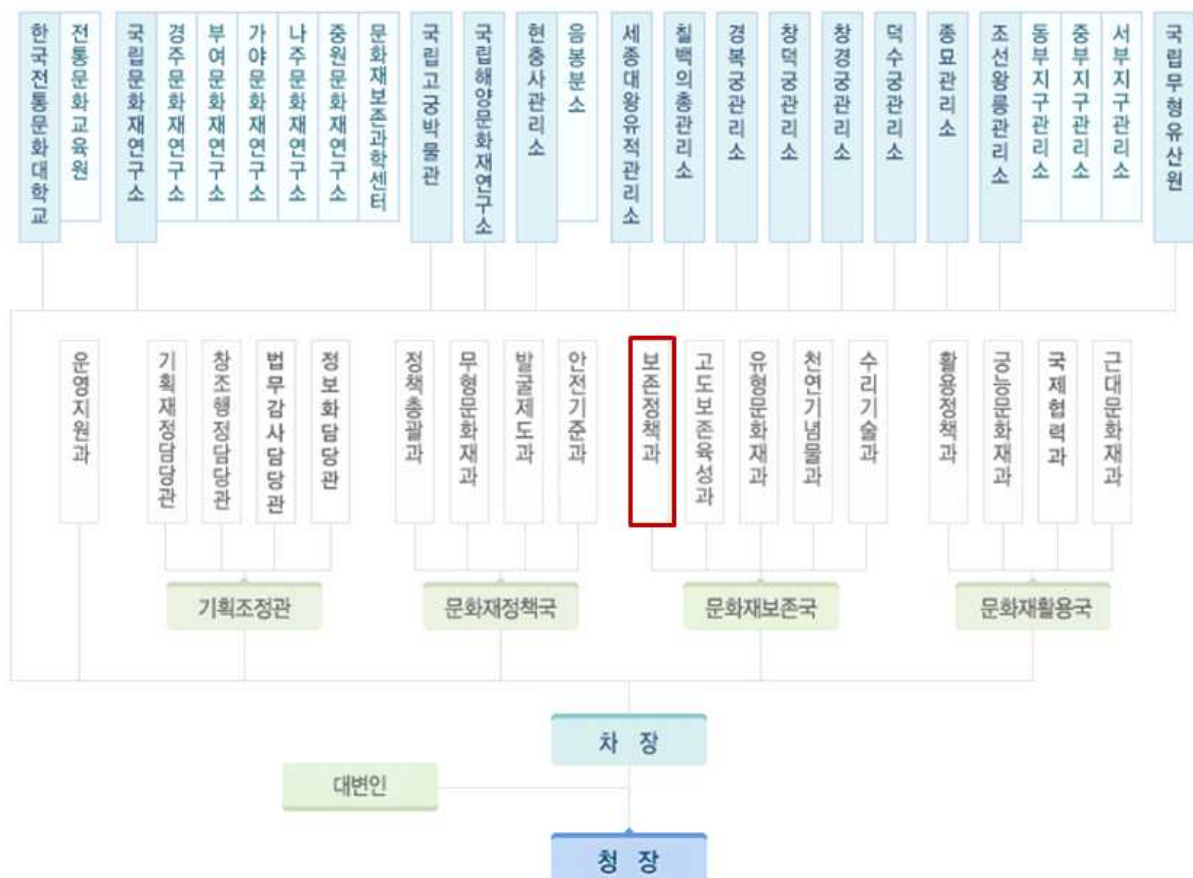 한국전통문화대학교
전통문화교육원
국립문화재연구소
경주문화재연구소
부여문화재연구소
가야문화재연구소
나주문화재연구소
중원문화재연구소
문화재보존과학센터
국립고궁박물관
국립해양문화재연구소
현충사관리소
음봉분소
세종대왕유적관리소
칠백의총관리소
경복궁관리소
창덕궁관리소
창경궁관리소
덕수궁관리소
종묘관리소
조선왕릉관리소
동부지구관리소
중부지구관리소
서부지구관리소
국립무형유산원
운영지원과
기획재정담당관
창조행정담당관
법무감사담당관
정보화담당관
정책총괄과
무형문화재과
발굴제도과
안전기준과
보존정책과
고도보존육성과
유형문화재과
천연기념물과
수리기술과
활용정책과
궁능문화재과
국제협력과
근대문화재과
기획조정관
문화재정책국
문화재보존국
문화재활용국
차 장
대변인
청 장